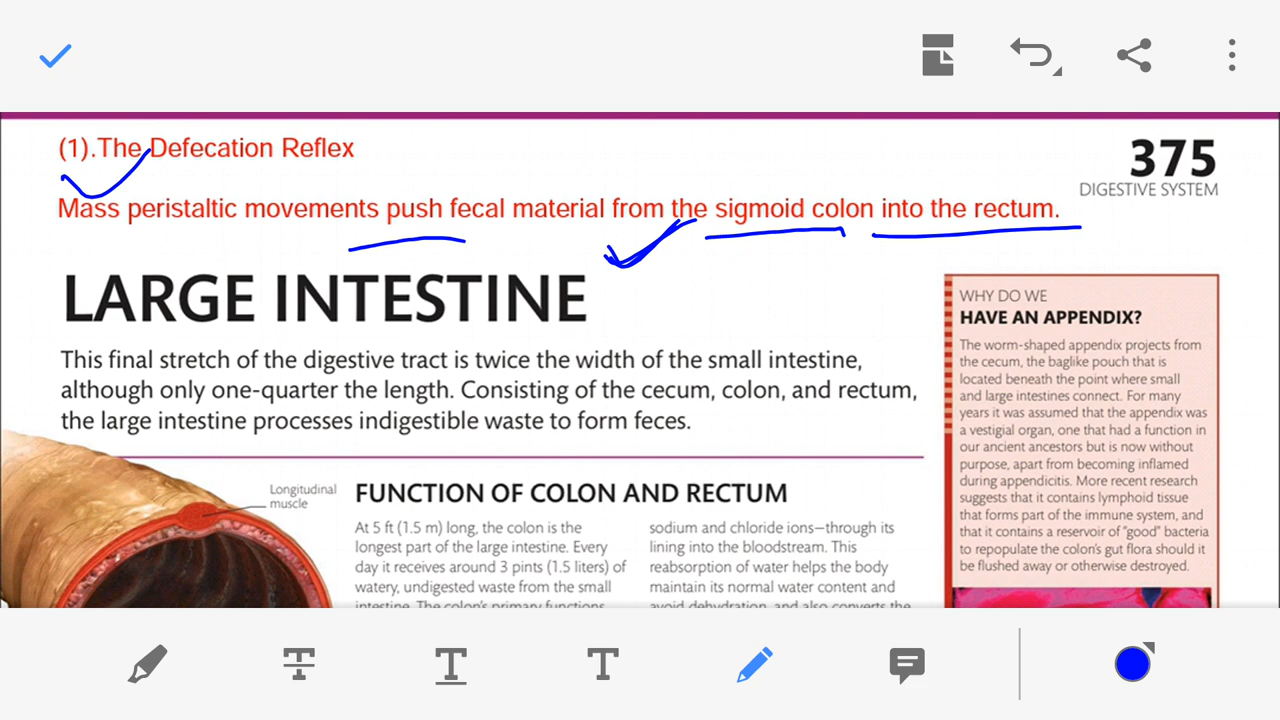 (1).The Defecation Reflex
375
DIGESTIVE SYSTEM
Mass peristaltic movements push fecal material from the sigmoid colon into the rectum.
LARGE INTESTINE
This final stretch of the digestive tract is twice the width of the small intestine,
although only one-quarter the length. Consisting of the cecum, colon, and rectum,
the large intestine processes indigestible waste to form feces.
Longitudinal
muscle
FUNCTION OF COLON AND RECTUM
At 5 ft (1.5 m) long, the colon is the
longest part of the large intestine. Every
day it receives around 3 pints (1.5 liters) of
watery, undigested waste from the small
intestine. The colon's primary functions
sodium and chloride ions—through its
lining into the bloodstream. This
reabsorption of water helps the body
maintain its normal water content and
avoid dehydration, and also converts the
WHY DO WE
HAVE AN APPENDIX?
The worm-shaped appendix projects from
the cecum, the baglike pouch that is
located beneath the point where small
and large intestines connect. For many
years it was assumed that the appendix was
a vestigial organ, one that had a function in
our ancient ancestors but is now without
purpose, apart from becoming inflamed
during appendicitis. More recent research
suggests that it contains lymphoid tissue
that forms part of the immune system, and
that it contains a reservoir of "good" bacteria
to repopulate the colon's gut flora should it
be flushed away or otherwise destroyed.
T
T
T